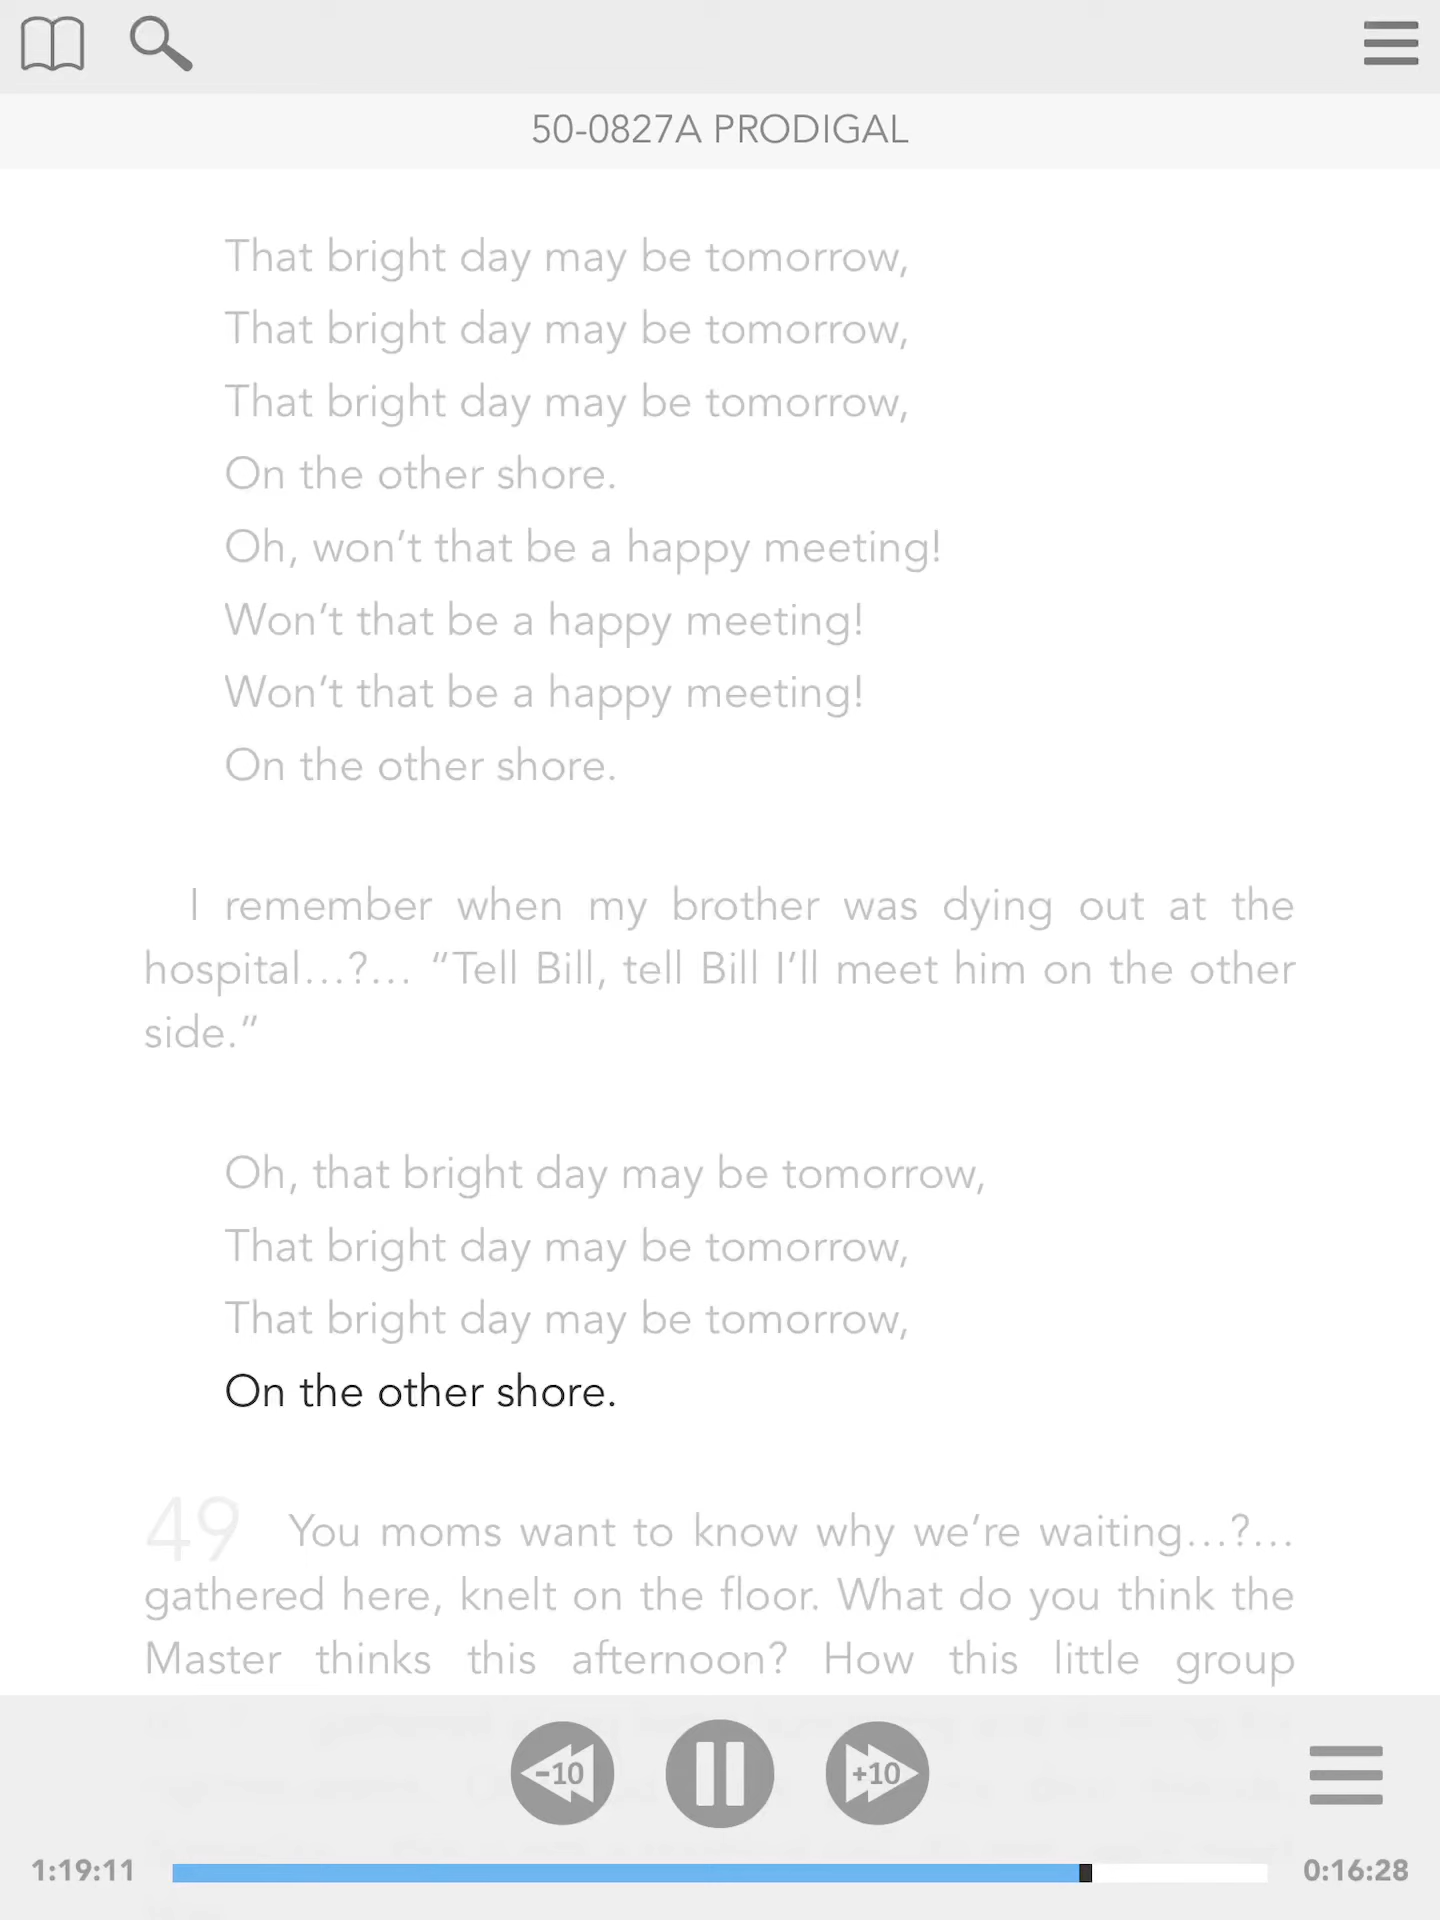 50-0827A PRODIGAL
That bright day may be tomorrow,
That bright day may be tomorrow,
That bright day may be tomorrow,
On the other shore.
Oh, won’t that be a happy meeting!
Won’t that be a happy meeting!
Won’t that be a happy meeting!
On the other shore.
I remember when my brother was dying out at the
hospital…?… “Tell Bill, tell Bill I’ll meet him on the other
side.”
Oh, that bright day may be tomorrow,
That bright day may be tomorrow,
That bright day may be tomorrow,
On the other shore.
49 You moms want to know why we’re waiting…?…
gathered here, knelt on the floor. What do you think the
Master thinks this afternoon? How this little group
-10 +10
1:19:11 0:16:28